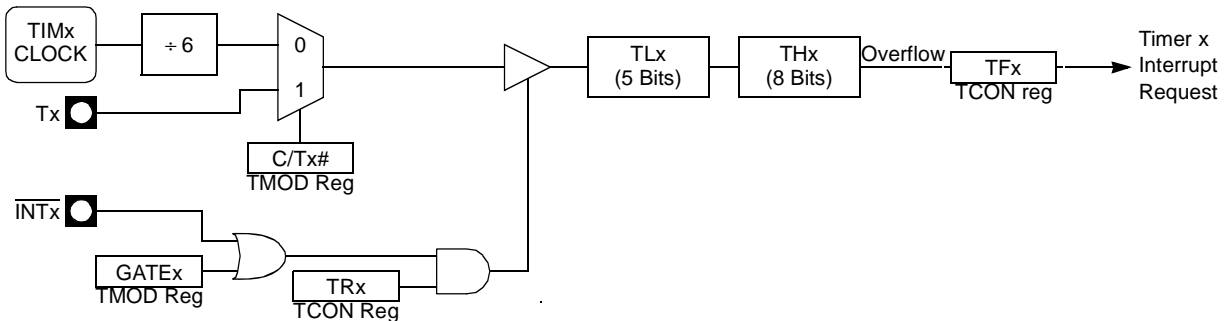 TIMx
CLOCK
÷ 6
0
1
Tx
C/Tx#
TMOD Reg
TLx
(5 Bits)
THx
(8 Bits)
Overflow
TFx
TCON reg
Timer x
Interrupt
Request
INTx
GATEx
TMOD Reg
TRx
TCON Reg